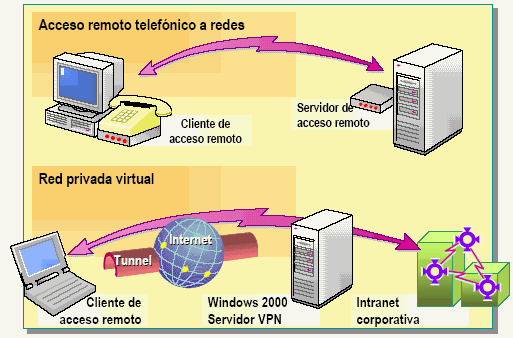 Acceso remoto telefónico a redes
Cliente de
acceso remoto
Servidor de
acceso remoto
Red privada virtual
Internet
Tunnel
Cliente de
acceso remoto
Windows 2000
Servidor VPN
Intranet
corporativa